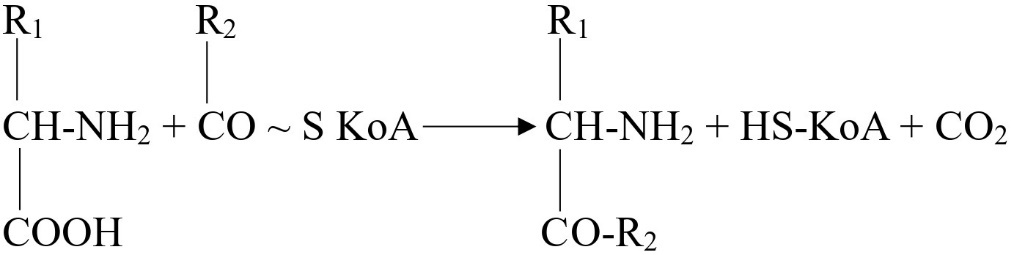 R₁ R₂ R₁
CH-NH₂ + CO ~ S KoA → CH-NH₂ + HS-KoA + CO₂
COOH CO-R₂